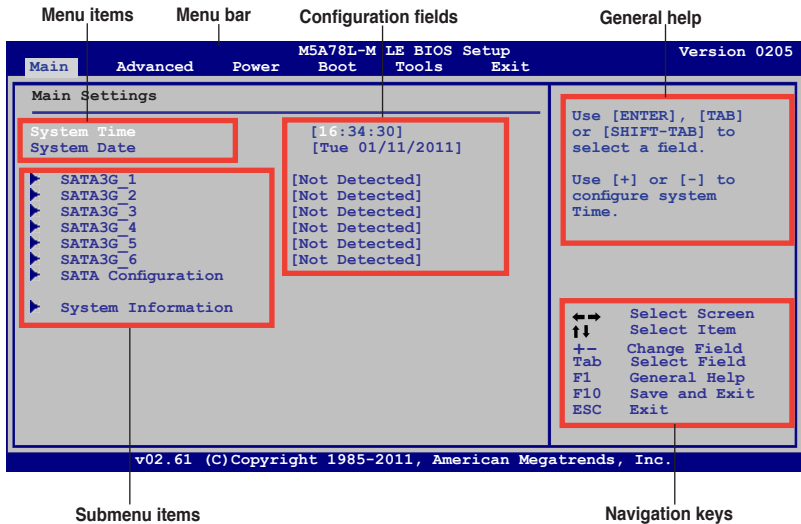 Menu items Menu bar Configuration fields General help
M5A78L-M LE BIOS Setup Version 0205
Main Advanced Power Boot Tools Exit
Main Settings
System Time [16:34:30]
System Date [Tue 01/11/2011]
SATA3G_1 [Not Detected]
SATA3G_2 [Not Detected]
SATA3G_3 [Not Detected]
SATA3G_4 [Not Detected]
SATA3G_5 [Not Detected]
SATA3G_6 [Not Detected]
SATA Configuration
System Information
Use [ENTER], [TAB]
or [SHIFT-TAB] to
select a field.
Use [+] or [-] to
configure system
Time.
←→ Select Screen
↑↓ Select Item
+- Change Field
Tab Select Field
F1 General Help
F10 Save and Exit
ESC Exit
v02.61 (C)Copyright 1985-2011, American Megatrends, Inc.
Submenu items Navigation keys